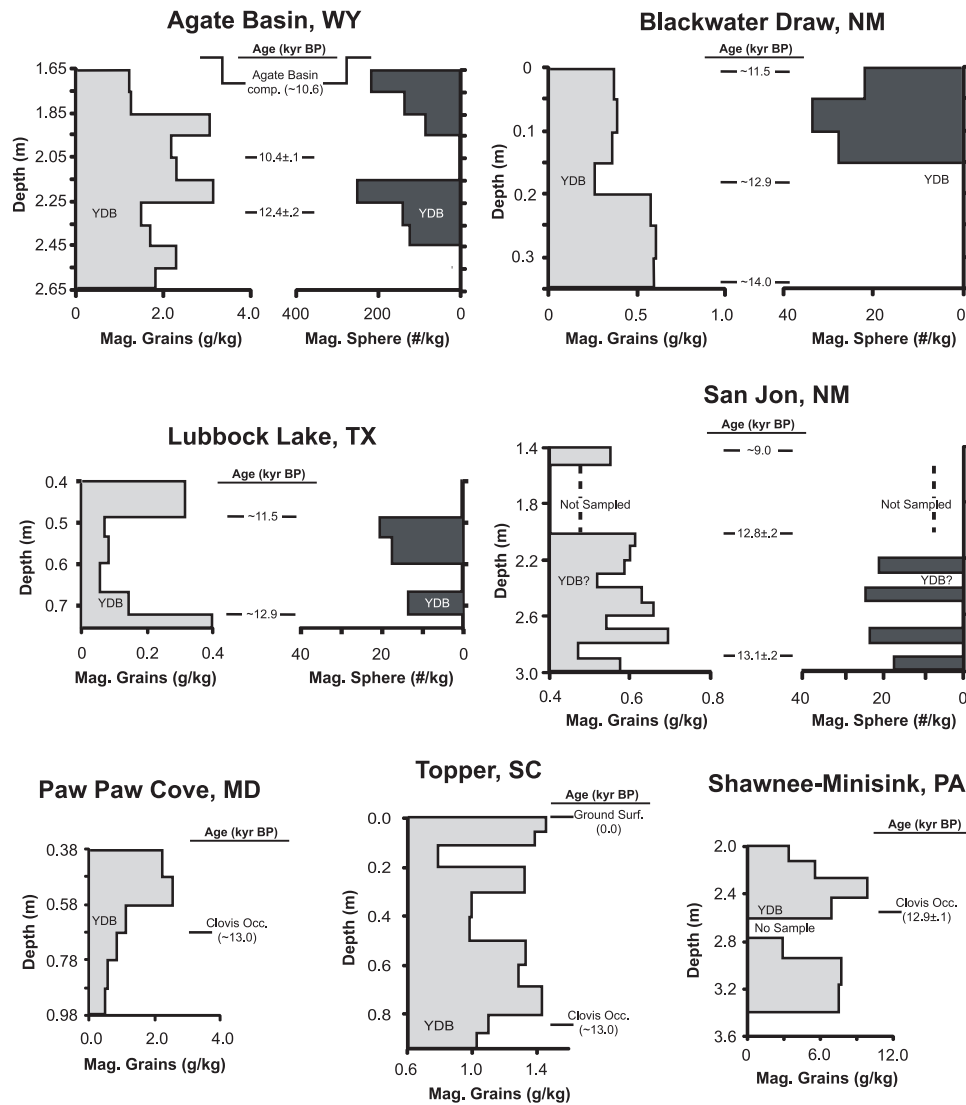 Agate Basin, WY
Age (kyr BP)
Agate Basin
comp. (~10.6)
10.4±.1
12.4±.2
YDB
YDB
Depth (m)
1.65
1.85
2.05
2.25
2.45
2.65
0
2.0
4.0
400
200
0
Mag. Grains (g/kg)
Mag. Sphere (#/kg)
Blackwater Draw, NM
Age (kyr BP)
~11.5
~12.9
~14.0
YDB
YDB
Depth (m)
0
0.1
0.2
0.3
0
0.5
1.0
40
20
0
Mag. Grains (g/kg)
Mag. Sphere (#/kg)
Lubbock Lake, TX
Age (kyr BP)
~11.5
~12.9
YDB
YDB
Depth (m)
0.4
0.5
0.6
0.7
0
0.2
0.4
40
20
0
Mag. Grains (g/kg)
Mag. Sphere (#/kg)
San Jon, NM
Age (kyr BP)
~9.0
Not Sampled
Not Sampled
12.8±.2
YDB?
YDB?
13.1±.2
Depth (m)
1.4
1.8
2.2
2.6
3.0
0.4
0.6
0.8
40
20
0
Mag. Grains (g/kg)
Mag. Sphere (#/kg)
Paw Paw Cove, MD
Age (kyr BP)
Clovis Occ.
(~13.0)
YDB
Depth (m)
0.38
0.58
0.78
0.98
0.0
2.0
4.0
Mag. Grains (g/kg)
Topper, SC
Age (kyr BP)
Ground Surf.
(0.0)
Clovis Occ.
(~13.0)
YDB
Depth (m)
0.0
0.2
0.4
0.6
0.8
0.6
1.0
1.4
Mag. Grains (g/kg)
Shawnee-Minisink, PA
Age (kyr BP)
Clovis Occ.
(12.9±.1)
YDB
No Sample
Depth (m)
2.0
2.4
2.8
3.2
3.6
0
6.0
12.0
Mag. Grains (g/kg)